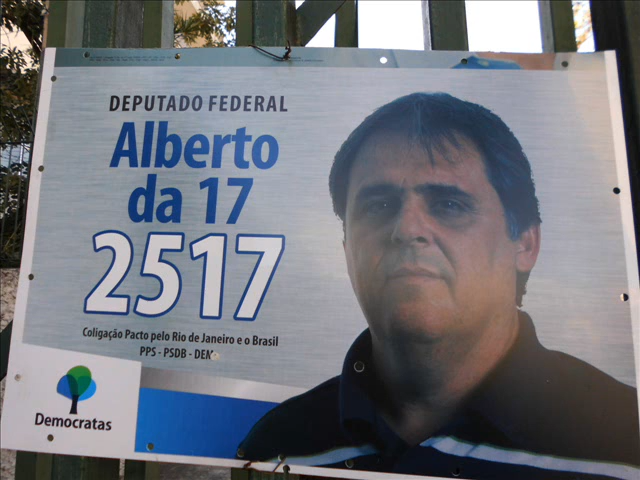 DEPUTADO FEDERAL
Alberto
da 17
2517
Coligação Pacto pelo Rio de Janeiro e o Brasil
PPS - PSDB - DEM
Democratas